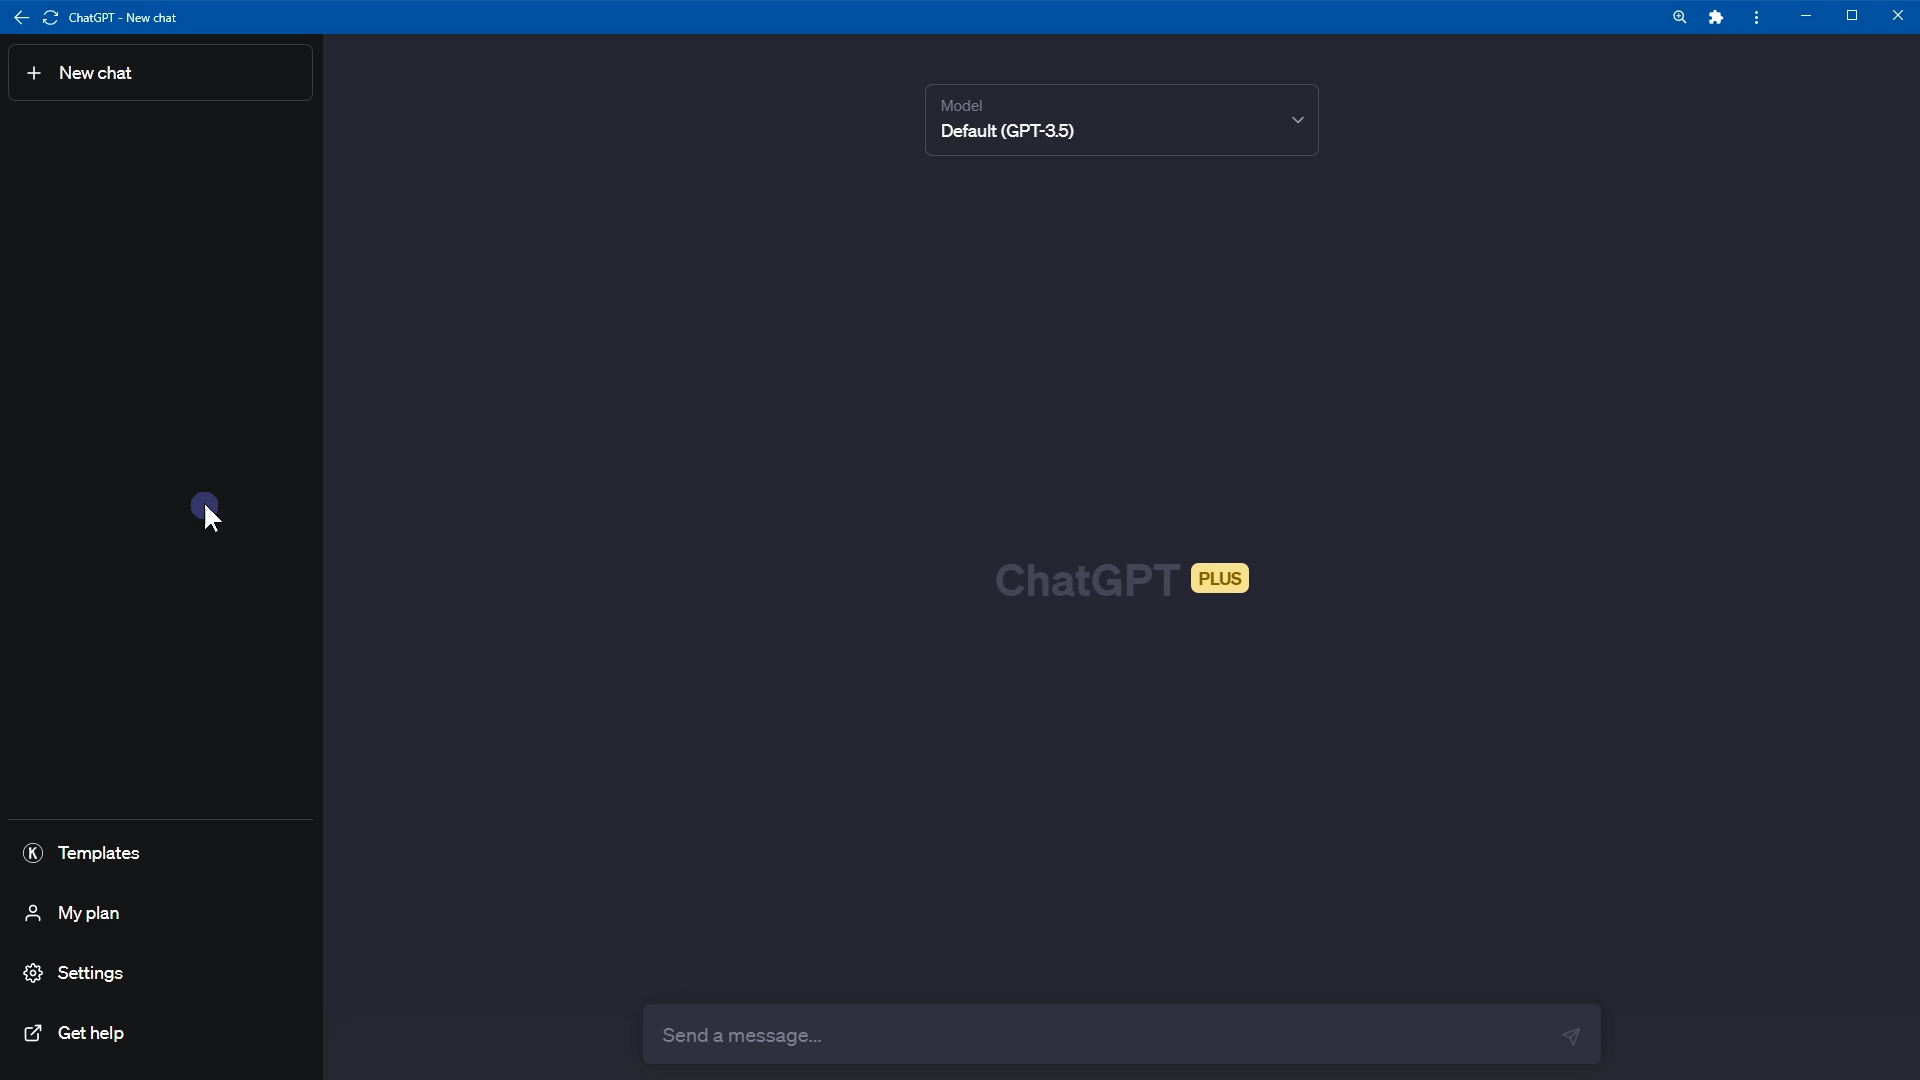 ChatGPT - New chat
New chat
Model
Default (GPT-3.5)
ChatGPT PLUS
Templates
My plan
Settings
Get help
Send a message...